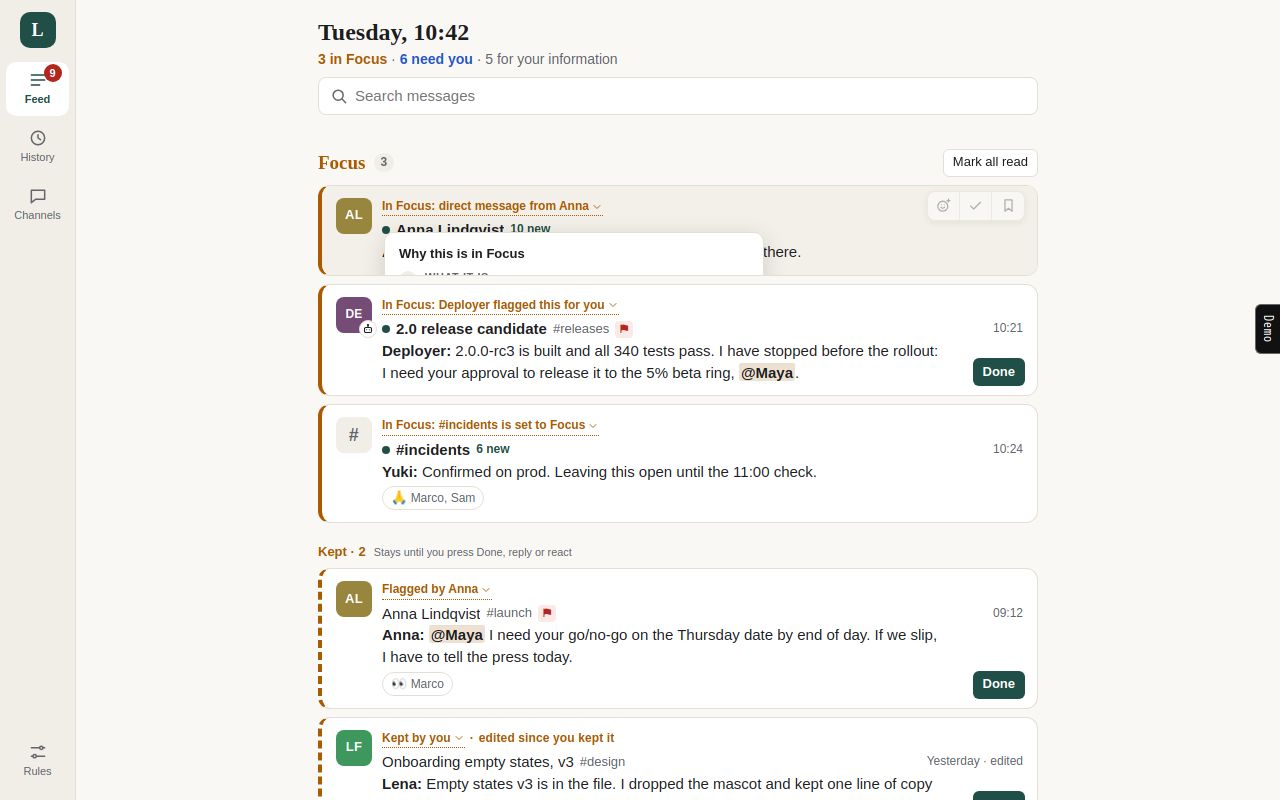 L
9
Feed
History
Channels
Rules
Tuesday, 10:42
3 in Focus · 6 need you · 5 for your information
Search messages
Focus 3
Mark all read
AL
In Focus: direct message from Anna
Anna Lindqvist 10 new
there.
Why this is in Focus
WHAT IT IS
DE
In Focus: Deployer flagged this for you
2.0 release candidate #releases
10:21
Deployer: 2.0.0-rc3 is built and all 340 tests pass. I have stopped before the rollout:
I need your approval to release it to the 5% beta ring, @Maya.
Done
#
In Focus: #incidents is set to Focus
#incidents 6 new
10:24
Yuki: Confirmed on prod. Leaving this open until the 11:00 check.
🙏 Marco, Sam
Kept · 2 Stays until you press Done, reply or react
AL
Flagged by Anna
Anna Lindqvist #launch
09:12
Anna: @Maya I need your go/no-go on the Thursday date by end of day. If we slip,
I have to tell the press today.
👀 Marco
Done
LF
Kept by you · edited since you kept it
Onboarding empty states, v3 #design
Yesterday · edited
Lena: Empty states v3 is in the file. I dropped the mascot and kept one line of copy
Demo